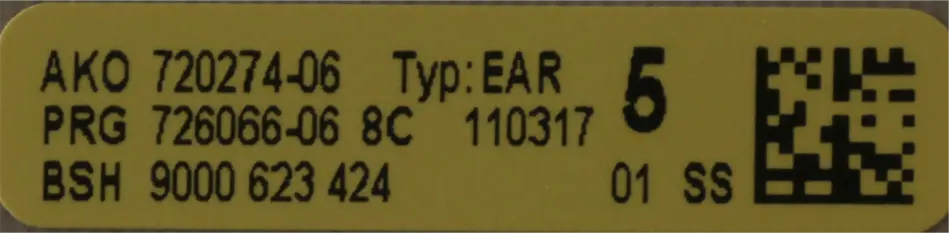 AKO 720274-06 Typ: EAR 5
PRG 726066-06 8C 110317
BSH 9000 623 424 01 SS